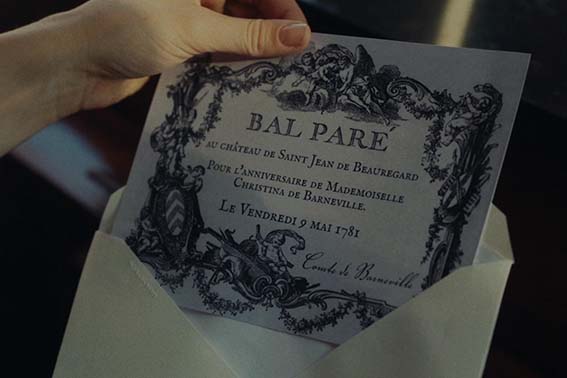 BAL PARÉ
AU CHÂTEAU DE SAINT JEAN DE BEAUREGARD
POUR L'ANNIVERSAIRE DE MADEMOISELLE
CHRISTINA DE BARNEVILLE.
LE VENDREDI 9 MAI 1781
Comte de Barneville